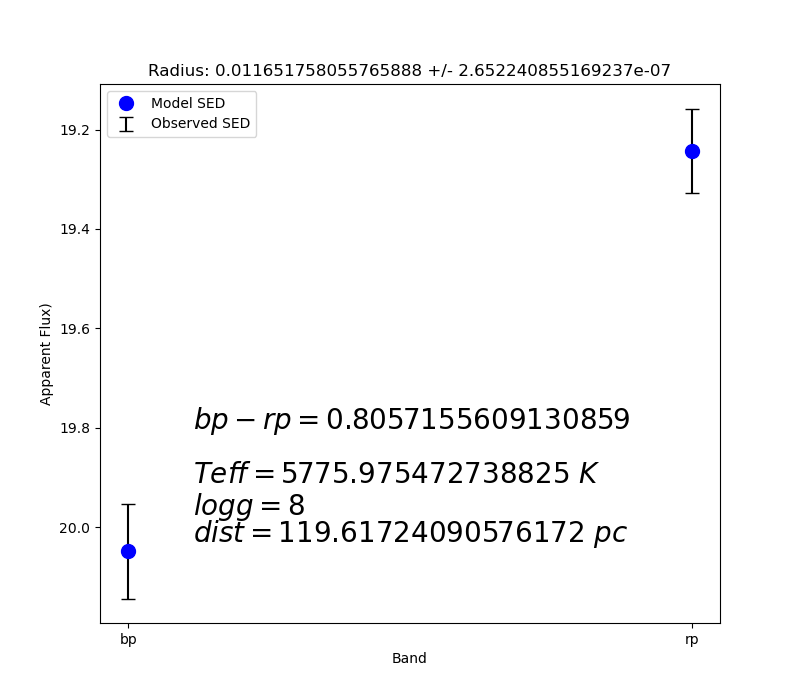 Radius: 0.011651758055765888 +/- 2.652240855169237e-07
Model SED
Observed SED
19.2
19.4
19.6
19.8
20.0
Apparent Flux)
bp − rp = 0.8057155609130859
Teff = 5775.975472738825 K
logg = 8
dist = 119.61724090576172 pc
bp
rp
Band